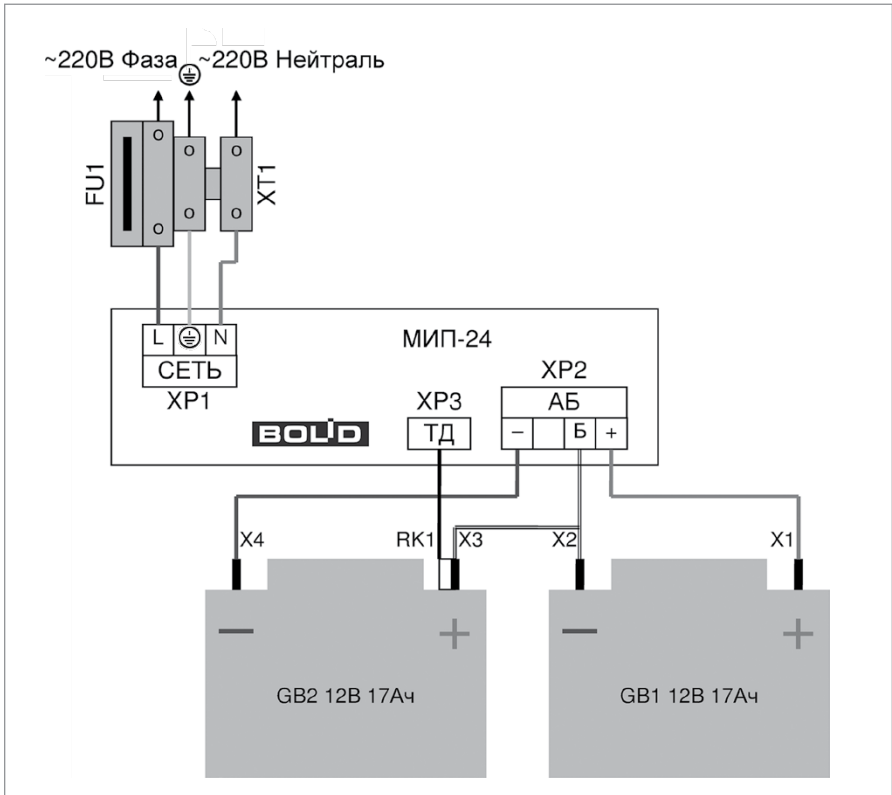 ~220В Фаза ~220В Нейтраль
FU1
XT1
L N
СЕТЬ
XP1
МИП-24
XP2
АБ
− Б +
XP3
ТД
BOLID
X4 RK1 X3 X2 X1
− + − +
GB2 12В 17Ач GB1 12В 17Ач